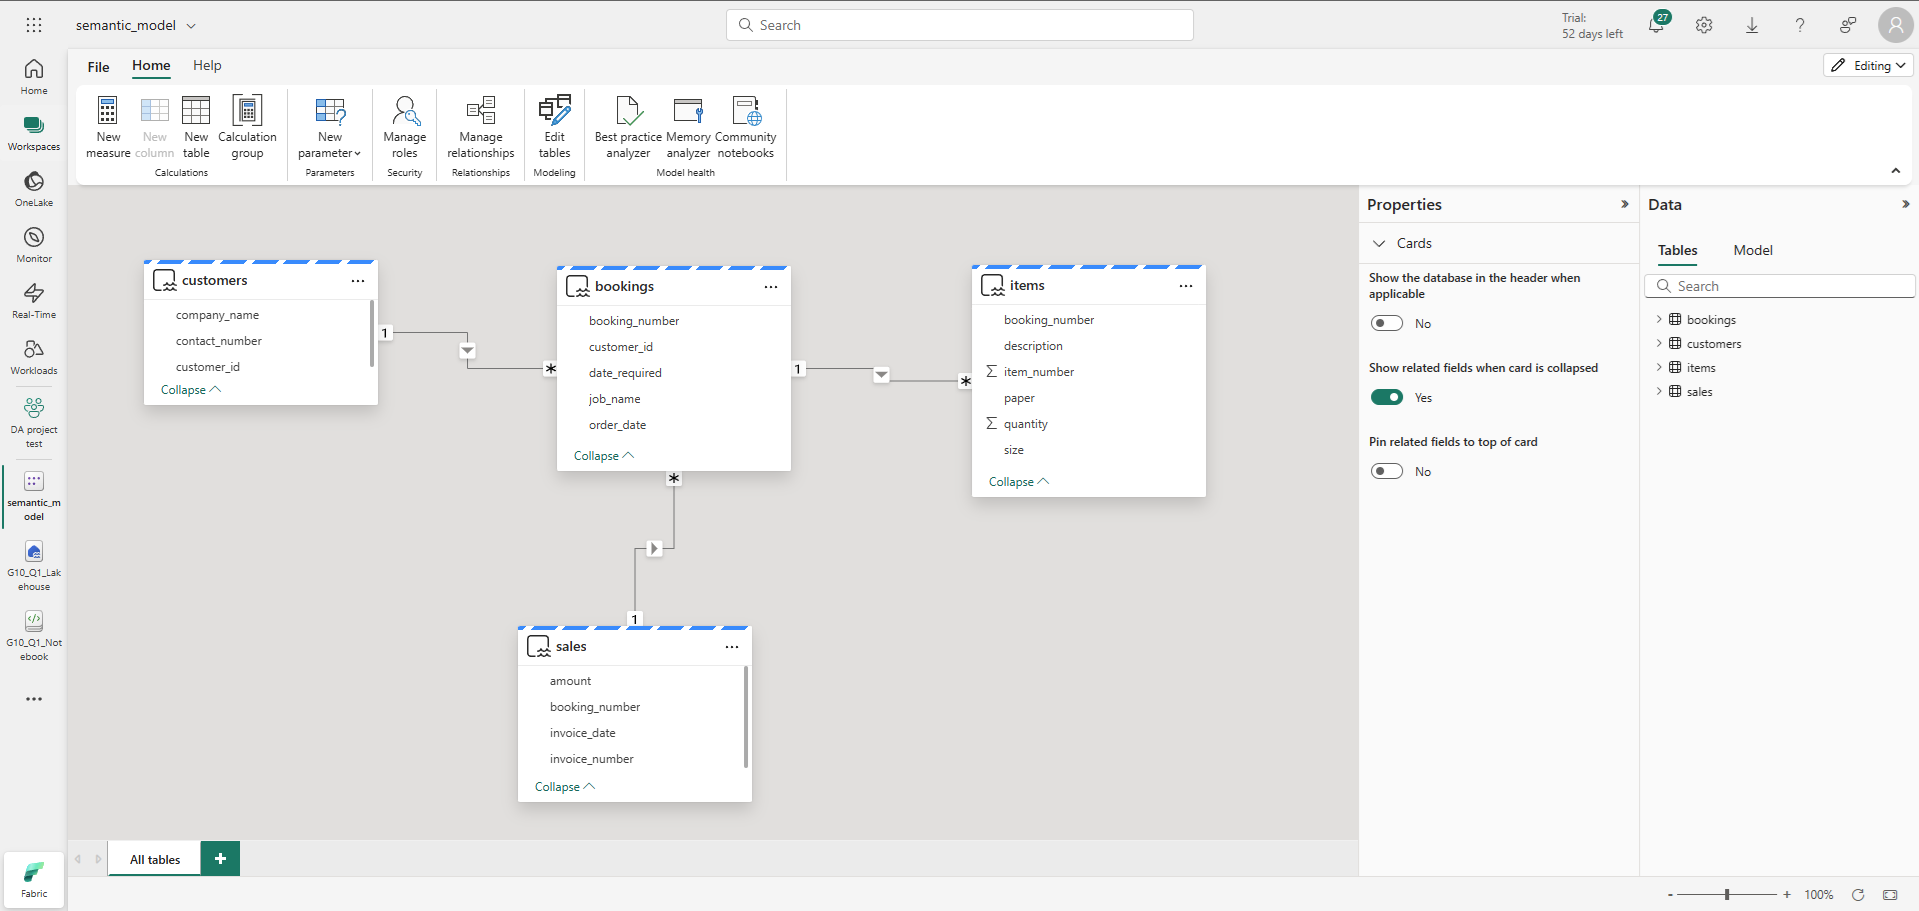 semantic_model
Search
Trial:
52 days left
27
Home
Workspaces
OneLake
Monitor
Real-Time
Workloads
DA project
test
semantic_m
odel
G10_Q1_Lak
ehouse
G10_Q1_Not
ebook
Fabric
File
Home
Help
Editing
New
measure
New
column
New
table
Calculation
group
Calculations
New
parameter
Parameters
Manage
roles
Security
Manage
relationships
Relationships
Edit
tables
Modeling
Best practice
analyzer
Memory
analyzer
Community
notebooks
Model health
customers
company_name
contact_number
customer_id
Collapse
1
*
bookings
booking_number
customer_id
date_required
job_name
order_date
Collapse
1
*
items
booking_number
description
item_number
paper
quantity
size
Collapse
*
1
sales
amount
booking_number
invoice_date
invoice_number
Collapse
All tables
Properties
Cards
Show the database in the header when
applicable
No
Show related fields when card is collapsed
Yes
Pin related fields to top of card
No
Data
Tables
Model
Search
bookings
customers
items
sales
100%